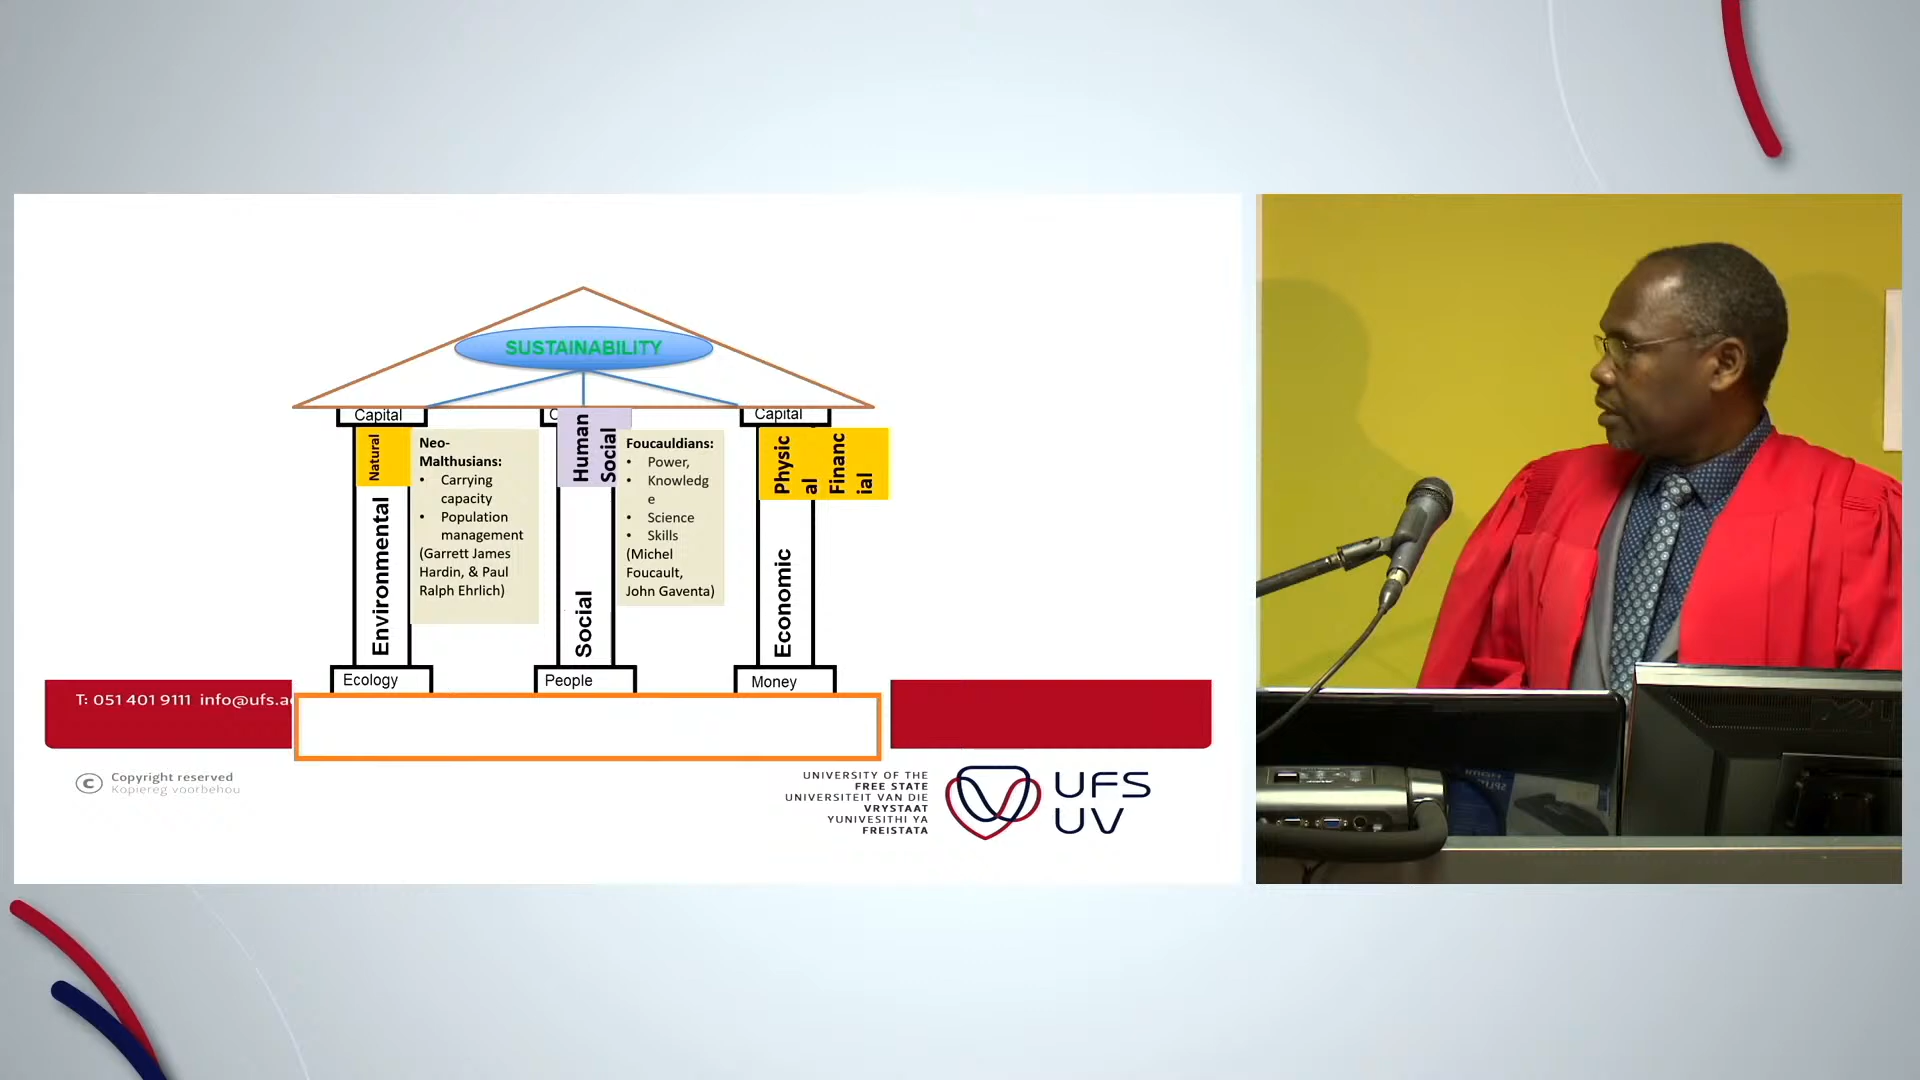 SUSTAINABILITY
Capital
Natural
Environmental
Ecology
Neo-
Malthusians:
• Carrying
capacity
• Population
management
(Garrett James
Hardin, & Paul
Ralph Ehrlich)
C
Human
Social
Social
People
Foucauldians:
• Power,
• Knowledg
e
• Science
• Skills
(Michel
Foucault,
John Gaventa)
Capital
Physic
al
Financ
ial
Economic
Money
T: 051 401 9111 info@ufs.a
© Copyright reserved
Kopiereg voorbehou
UNIVERSITY OF THE
FREE STATE
UNIVERSITEIT VAN DIE
VRYSTAAT
YUNIVESITHI YA
FREISTATA
UFS
UV